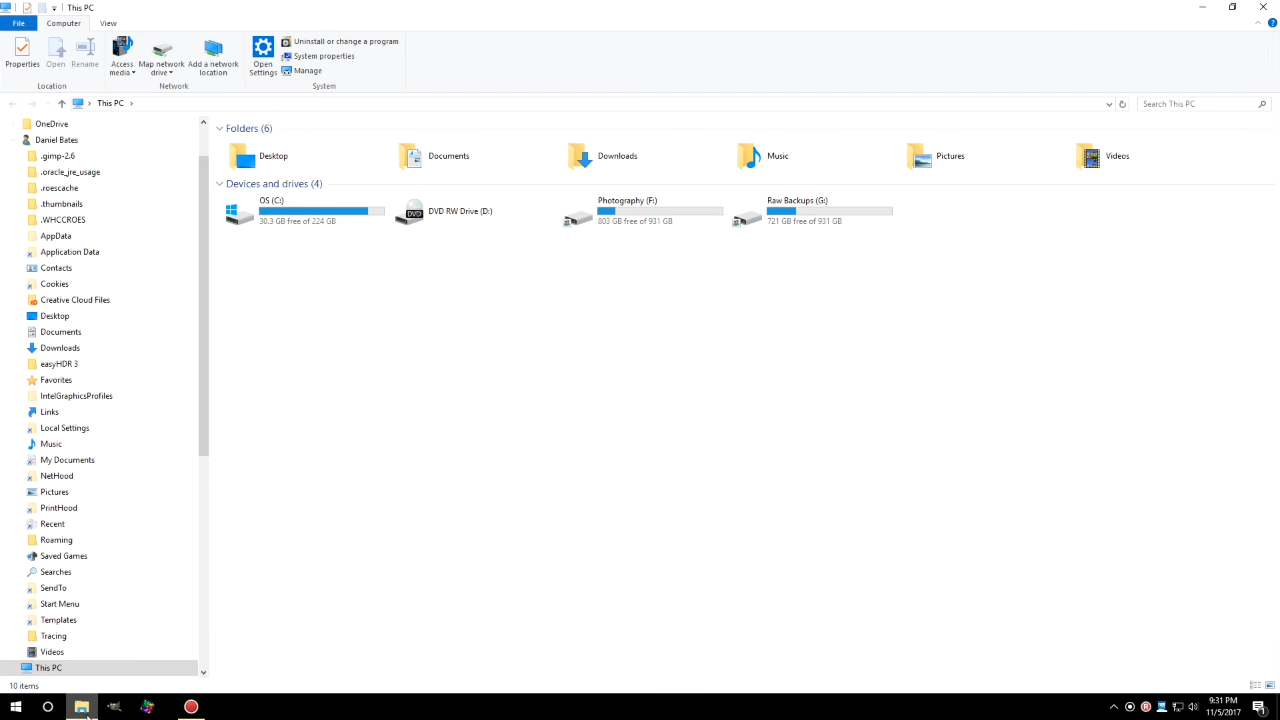 This PC
File Computer View
Properties Open Rename Access media Map network drive Add a network location Open Settings Uninstall or change a program
System properties
Manage
Location Network System
This PC Search This PC
OneDrive
Daniel Bates
.gimp-2.6
.oracle_jre_usage
.roescache
.thumbnails
.WHCCROES
AppData
Application Data
Contacts
Cookies
Creative Cloud Files
Desktop
Documents
Downloads
easyHDR 3
Favorites
IntelGraphicsProfiles
Links
Local Settings
Music
My Documents
NetHood
Pictures
PrintHood
Recent
Roaming
Saved Games
Searches
SendTo
Start Menu
Templates
Tracing
Videos
This PC
Folders (6)
Desktop Documents Downloads Music Pictures Videos
Devices and drives (4)
OS (C:)
30.3 GB free of 224 GB
DVD
DVD RW Drive (D:)
Photography (F:)
803 GB free of 931 GB
Raw Backups (G:)
721 GB free of 931 GB
10 items
9:31 PM
11/5/2017
1